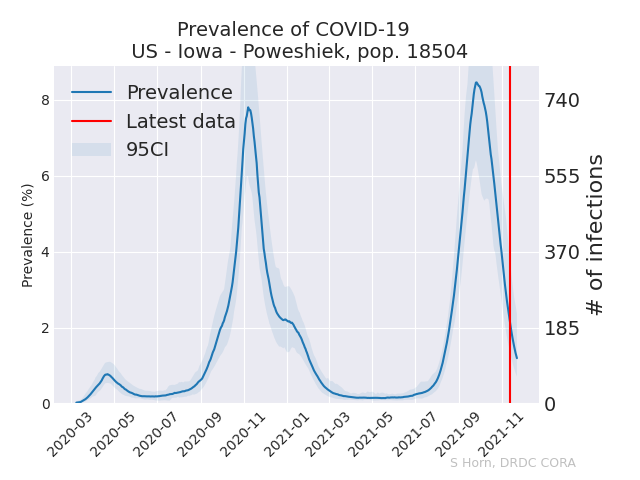 Prevalence of COVID-19
US - Iowa - Poweshiek, pop. 18504
Prevalence
Latest data
95CI
Prevalence (%)
8
6
4
2
0
740
555
370
185
0
# of infections
2020-03
2020-05
2020-07
2020-09
2020-11
2021-01
2021-03
2021-05
2021-07
2021-09
2021-11
S Horn, DRDC CORA